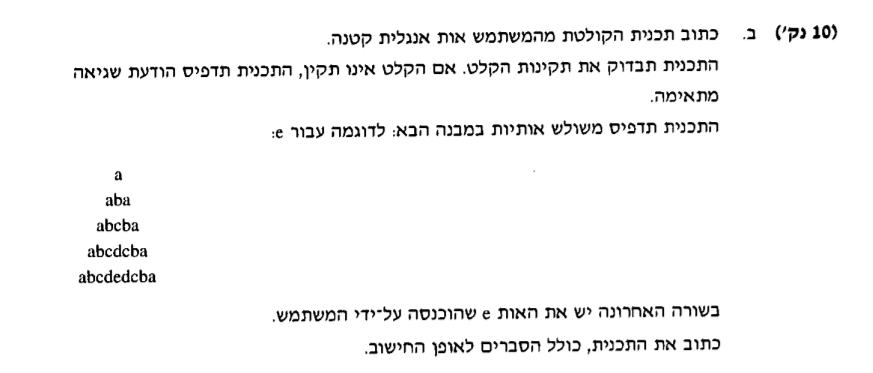 (10 נק') ב. כתוב תכנית הקולטת מהמשתמש אות אנגלית קטנה.
התכנית תבדוק את תקינות הקלט. אם הקלט אינו תקין, התכנית תדפיס הודעת שגיאה
מתאימה.
התכנית תדפיס משולש אותיות במבנה הבא: לדוגמה עבור e:
a
aba
abcba
abcdcba
abcdedcba
בשורה האחרונה יש את האות e שהוכנסה על-ידי המשתמש.
כתוב את התכנית, כולל הסברים לאופן החישוב.